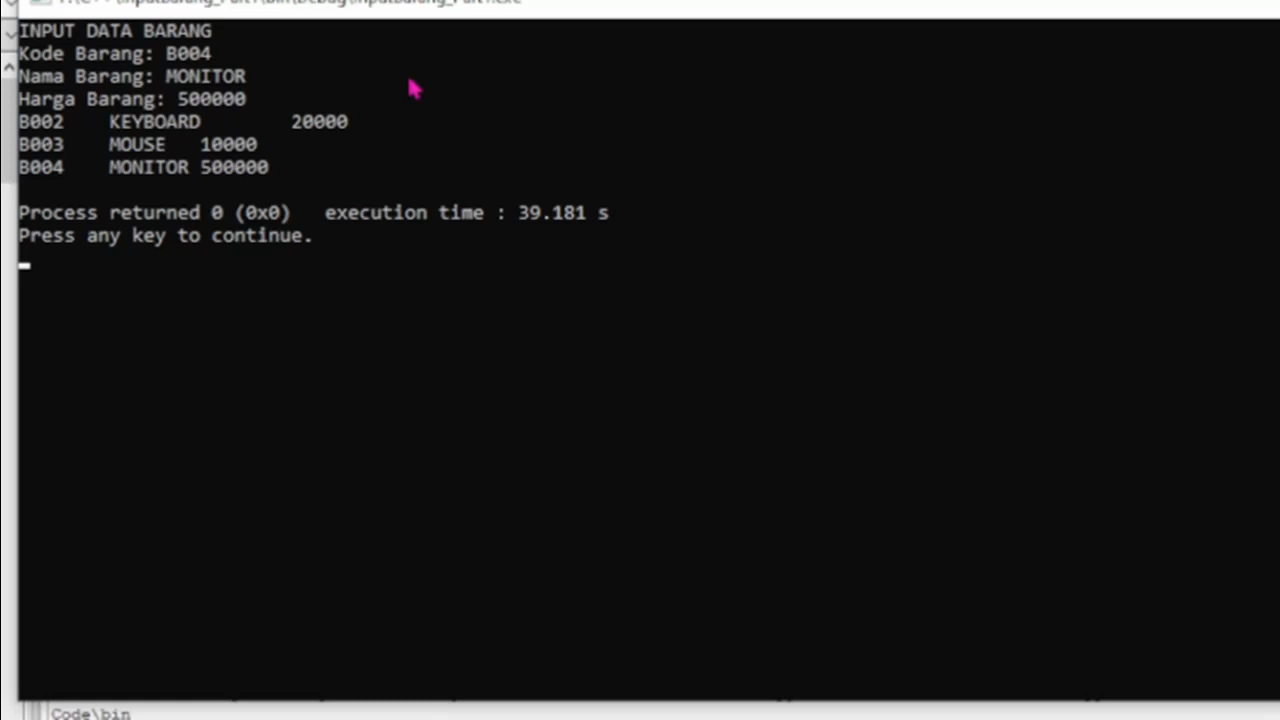 INPUT DATA BARANG
Kode Barang: B004
Nama Barang: MONITOR
Harga Barang: 500000
B002    KEYBOARD        20000
B003    MOUSE   10000
B004    MONITOR 500000
Process returned 0 (0x0)   execution time : 39.181 s
Press any key to continue.
Code\bin